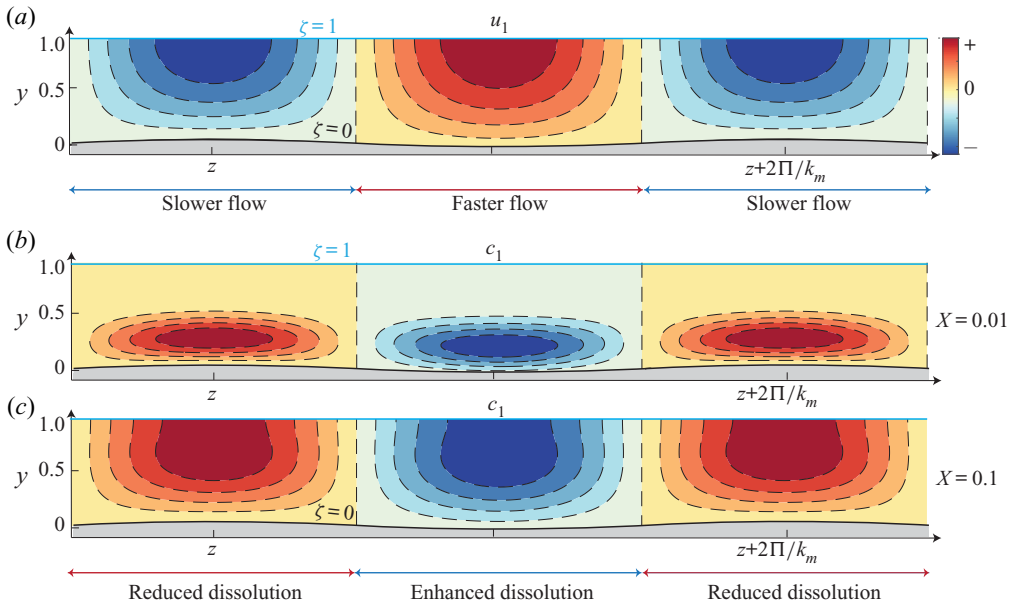 (a)
ζ = 1
u1
1.0
+
y
0.5
0
ζ = 0
0
—
z
z+2Π/km
Slower flow
Faster flow
Slower flow
(b)
ζ = 1
c1
1.0
y
0.5
X = 0.01
0
z
z+2Π/km
(c)
c1
1.0
y
0.5
X = 0.1
ζ = 0
0
z
z+2Π/km
Reduced dissolution
Enhanced dissolution
Reduced dissolution